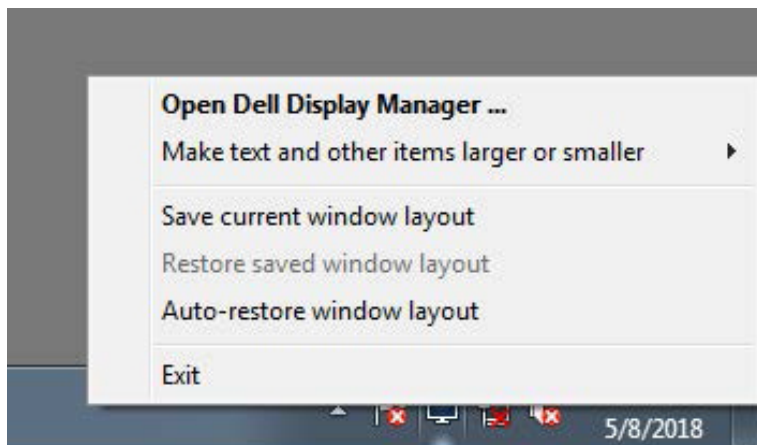 Open Dell Display Manager ...
Make text and other items larger or smaller
Save current window layout
Restore saved window layout
Auto-restore window layout
Exit
5/8/2018